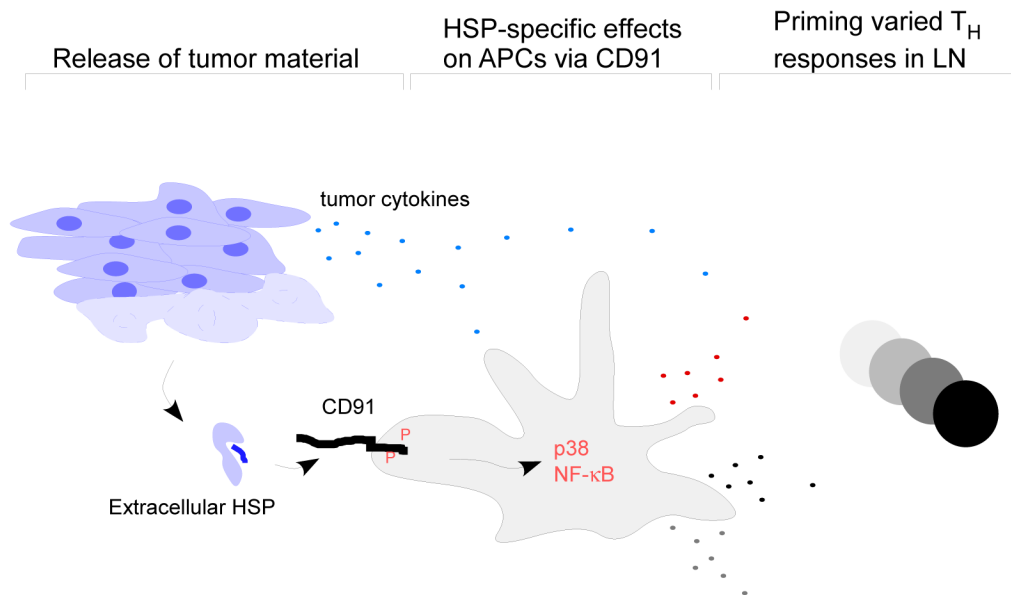 Release of tumor material
HSP-specific effects
on APCs via CD91
Priming varied TH
responses in LN
tumor cytokines
CD91
P
P
p38
NF-κB
Extracellular HSP